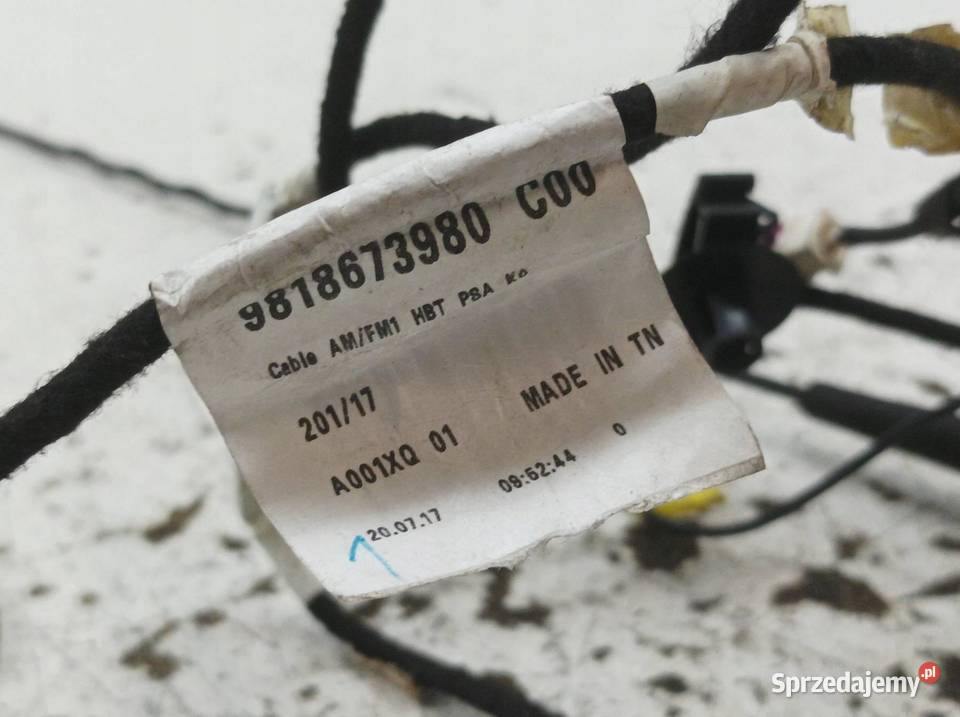 9818673980 C00
Cable AM/FM1 HBT PSA
201/17 MADE IN TN
A001XQ 01
20.07.17 09:52:44 0
Sprzedajemy.pl